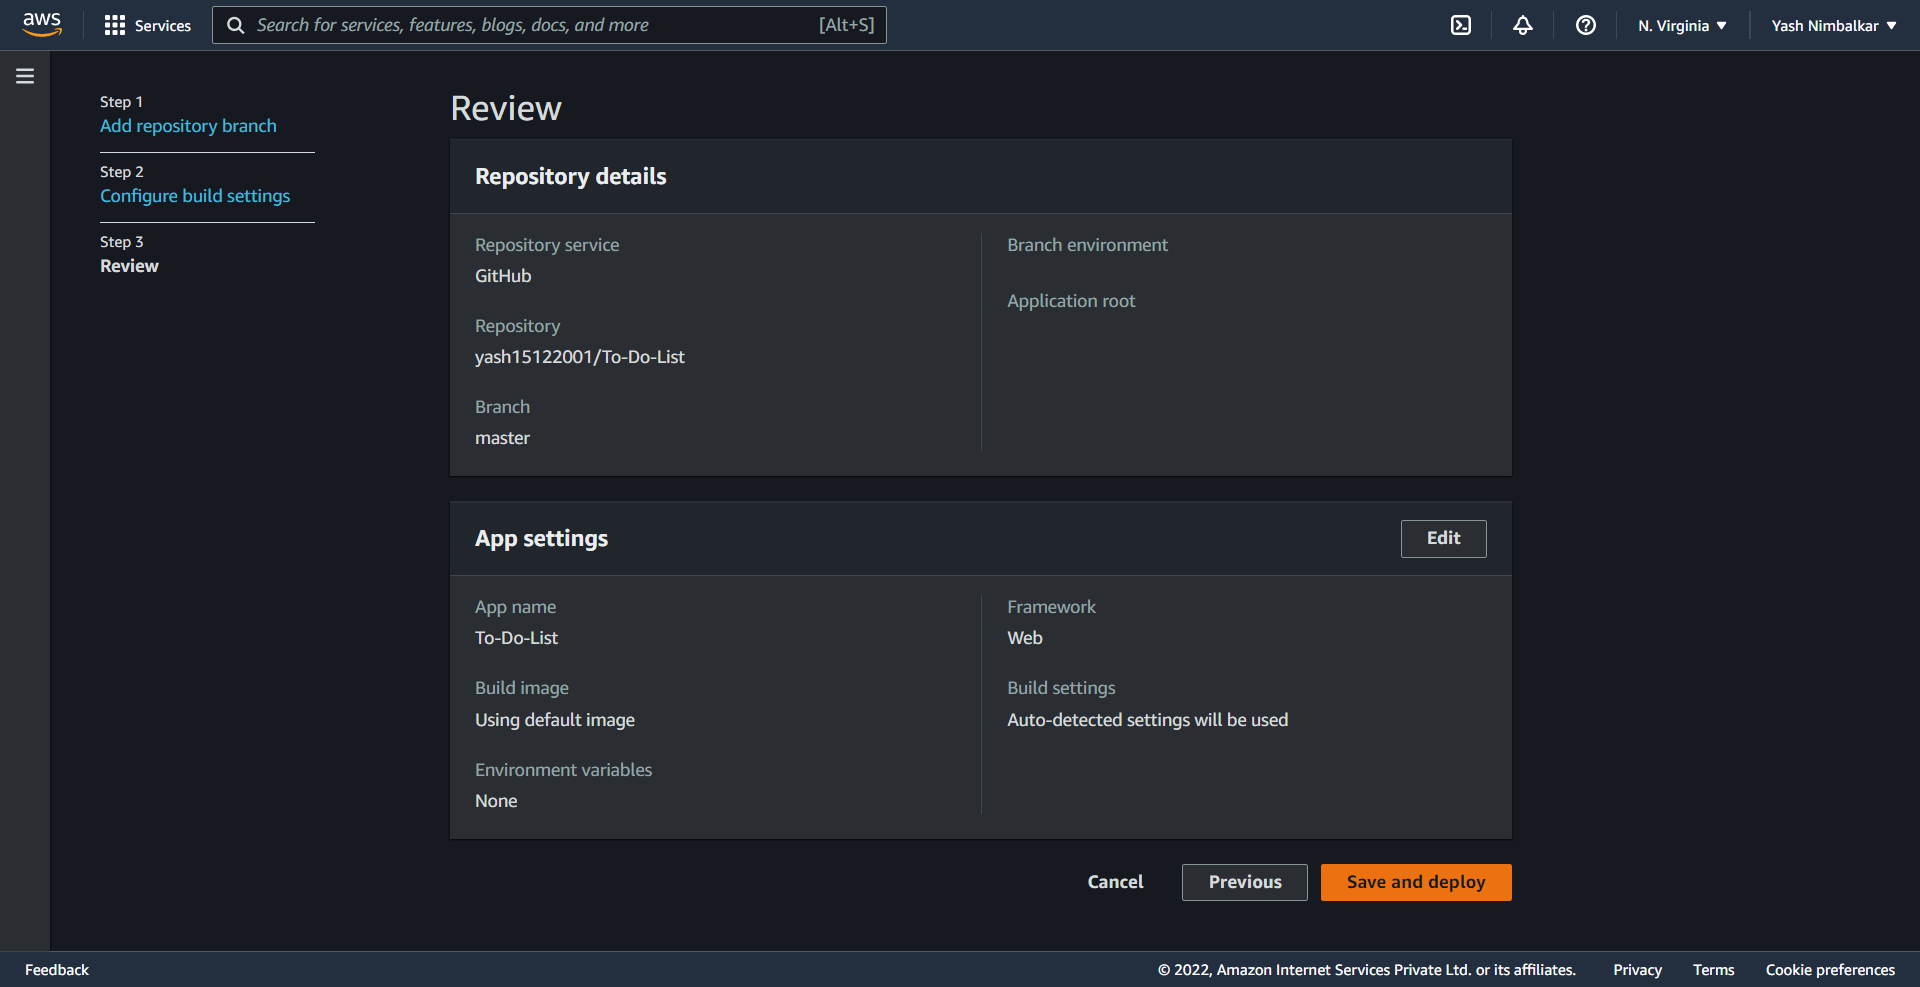 aws
Services
Search for services, features, blogs, docs, and more
[Alt+S]
N. Virginia
Yash Nimbalkar
Step 1
Add repository branch
Step 2
Configure build settings
Step 3
Review
Review
Repository details
Repository service
GitHub
Repository
yash15122001/To-Do-List
Branch
master
Branch environment
Application root
App settings
Edit
App name
To-Do-List
Build image
Using default image
Environment variables
None
Framework
Web
Build settings
Auto-detected settings will be used
Cancel
Previous
Save and deploy
Feedback
© 2022, Amazon Internet Services Private Ltd. or its affiliates.
Privacy
Terms
Cookie preferences